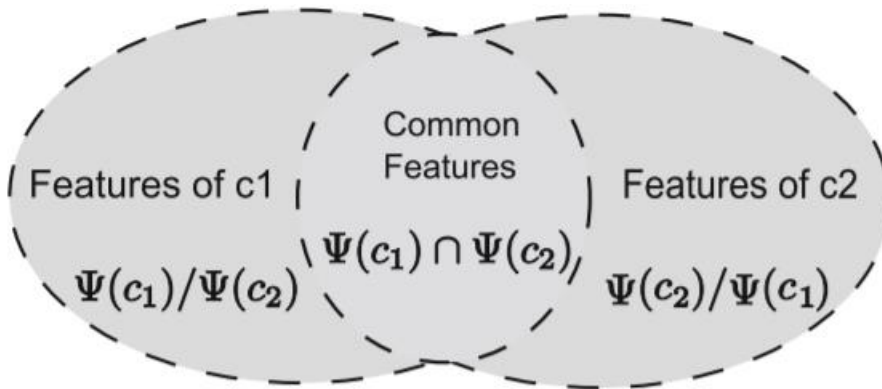 Common
Features
Features of c1
Features of c2
Ψ(c₁) ∩ Ψ(c₂)
Ψ(c₁)/Ψ(c₂)
Ψ(c₂)/Ψ(c₁)